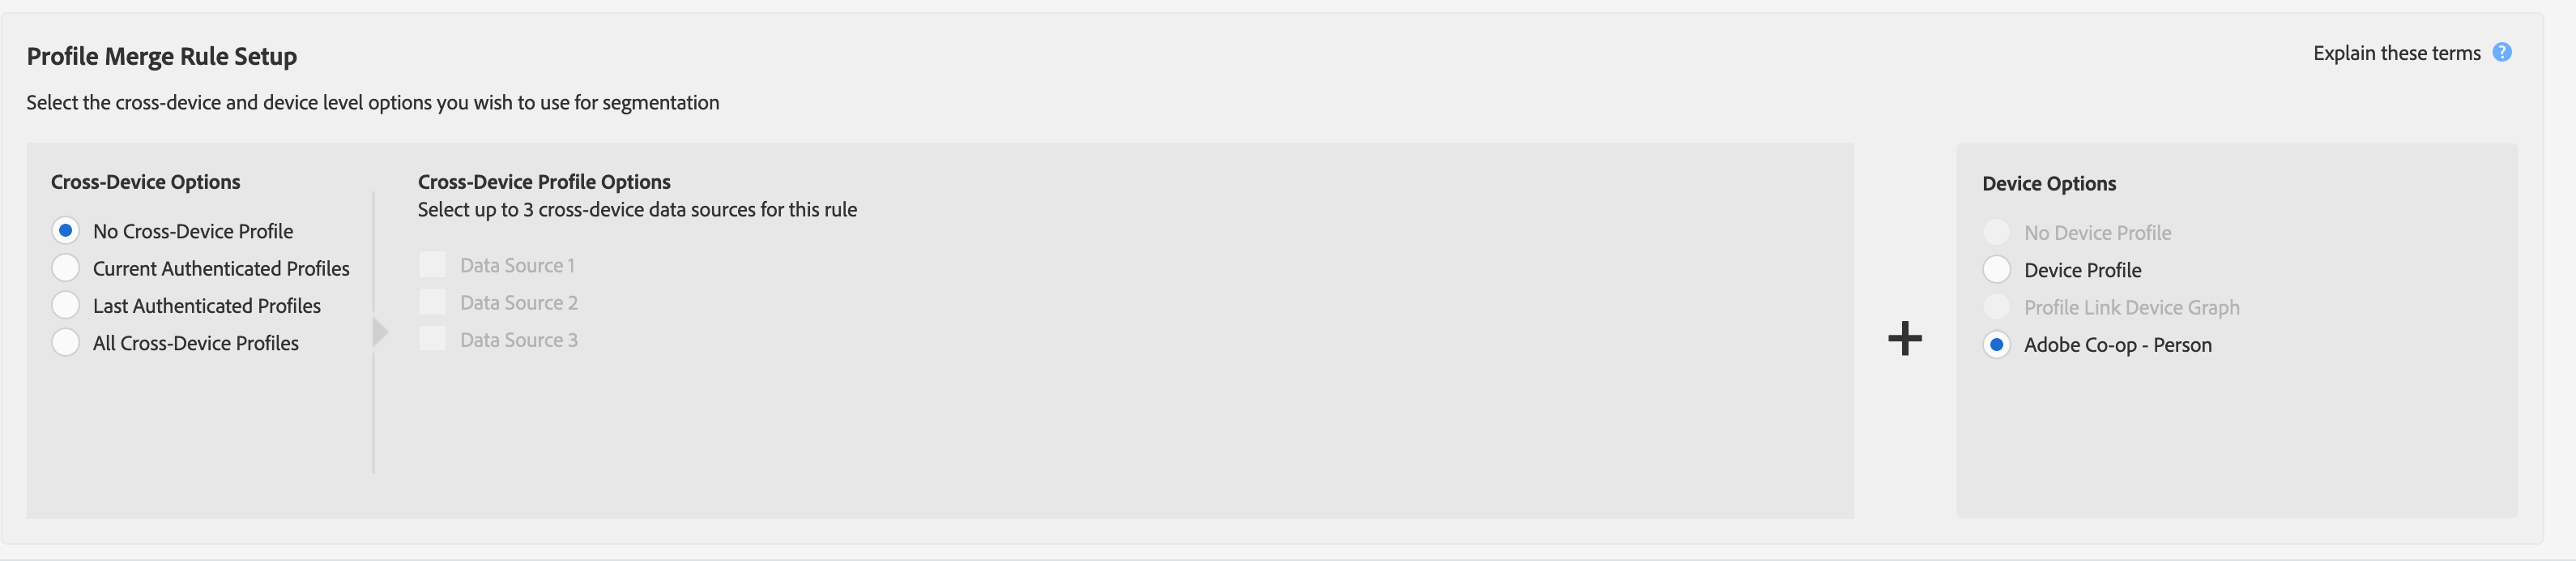 Profile Merge Rule Setup
Explain these terms ?
Select the cross-device and device level options you wish to use for segmentation
Cross-Device Options
No Cross-Device Profile
Current Authenticated Profiles
Last Authenticated Profiles
All Cross-Device Profiles
Cross-Device Profile Options
Select up to 3 cross-device data sources for this rule
Data Source 1
Data Source 2
Data Source 3
+
Device Options
No Device Profile
Device Profile
Profile Link Device Graph
Adobe Co-op - Person